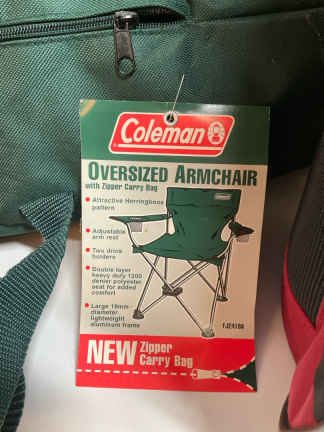 Coleman
OVERSIZED ARMCHAIR
with Zipper Carry Bag
Attractive Herringbone
pattern
Adjustable
arm rest
Two drink
holders
Double layer
heavy duty 1200
denier polyester
seat for added
comfort
Large 19mm-
diameter
lightweight
aluminum frame
NEW Zipper
Carry Bag